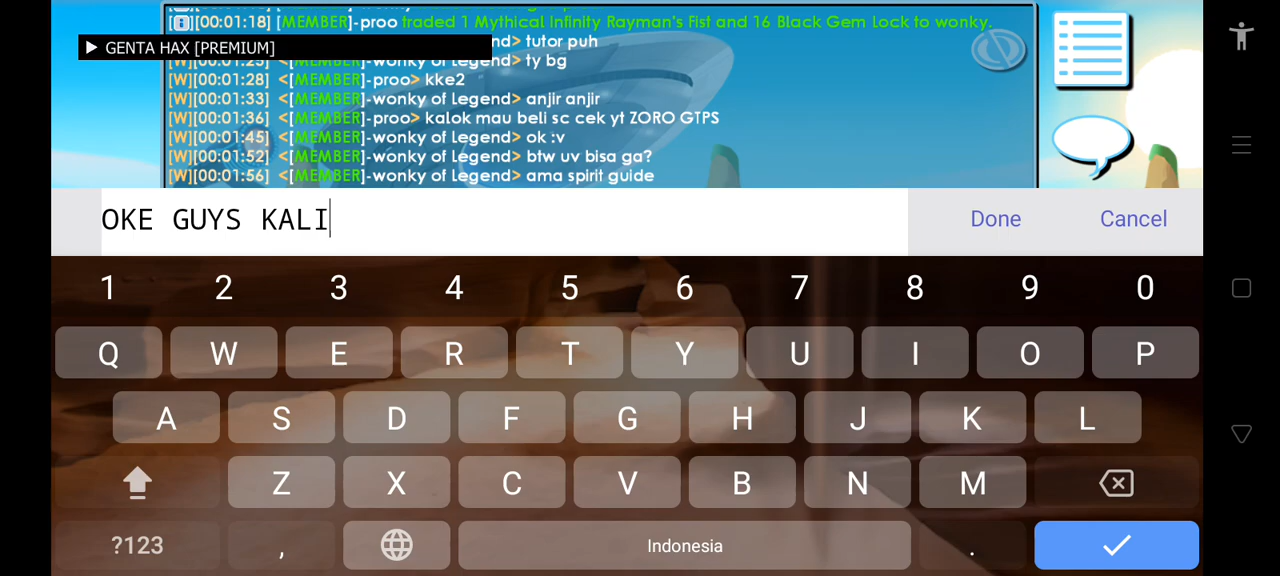 [00:01:18] [MEMBER]-proo traded 1 Mythical Infinity Rayman's Fist and 16 Black Gem Lock to wonky.
▶ GENTA HAX [PREMIUM]
nd> tutor puh
[W][00:01:25] <[MEMBER]-wonky of Legend> ty bg
[W][00:01:28] <[MEMBER]-proo> kke2
[W][00:01:33] <[MEMBER]-wonky of Legend> anjir anjir
[W][00:01:36] <[MEMBER]-proo> kalok mau beli sc cek yt ZORO GTPS
[W][00:01:45] <[MEMBER]-wonky of Legend> ok :v
[W][00:01:52] <[MEMBER]-wonky of Legend> btw uv bisa ga?
[W][00:01:56] <[MEMBER]-wonky of Legend> ama spirit guide
OKE GUYS KALI
Done Cancel
1 2 3 4 5 6 7 8 9 0
Q W E R T Y U I O P
A S D F G H J K L
Z X C V B N M
?123 , Indonesia .